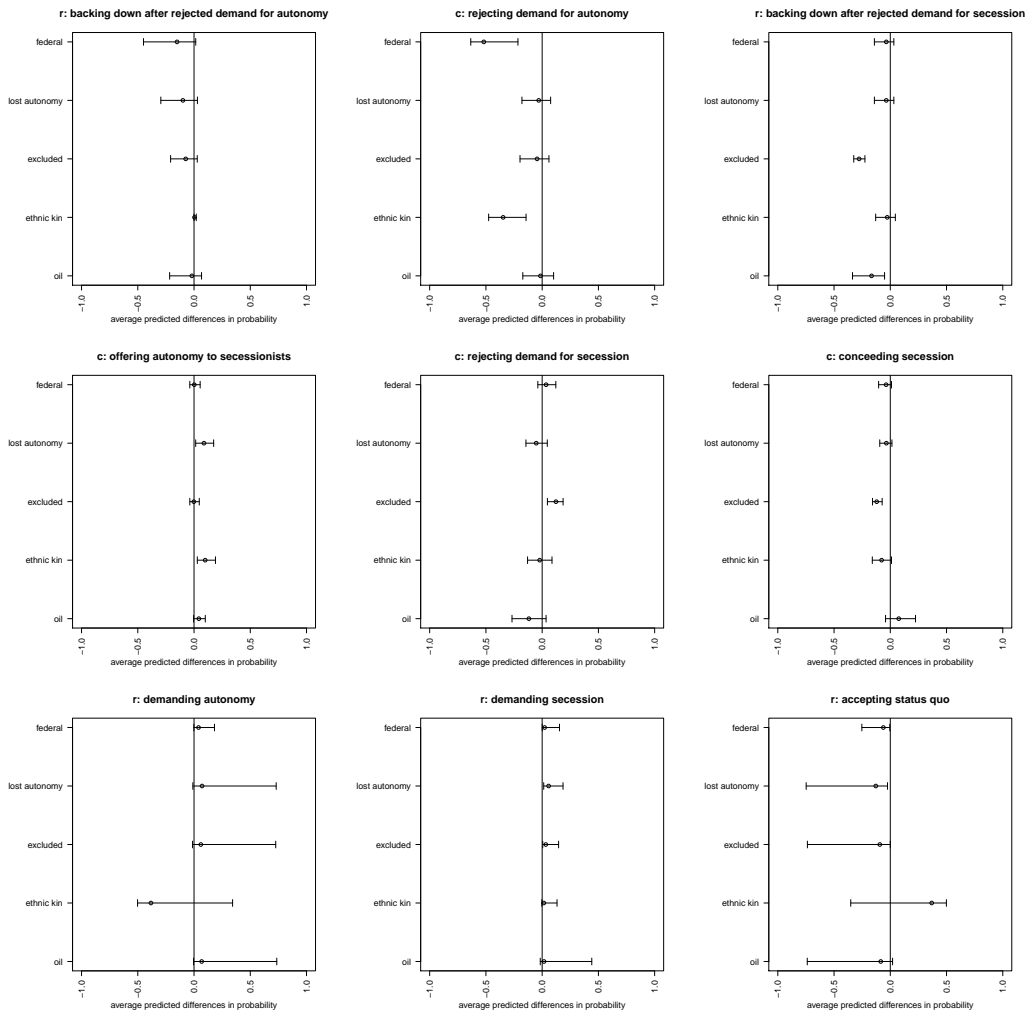 r: backing down after rejected demand for autonomy
federal
lost autonomy
excluded
ethnic kin
oil
−1.0 −0.5 0.0 0.5 1.0
average predicted differences in probability
c: rejecting demand for autonomy
federal
lost autonomy
excluded
ethnic kin
oil
−1.0 −0.5 0.0 0.5 1.0
average predicted differences in probability
r: backing down after rejected demand for secession
federal
lost autonomy
excluded
ethnic kin
oil
−1.0 −0.5 0.0 0.5 1.0
average predicted differences in probability
c: offering autonomy to secessionists
federal
lost autonomy
excluded
ethnic kin
oil
−1.0 −0.5 0.0 0.5 1.0
average predicted differences in probability
c: rejecting demand for secession
federal
lost autonomy
excluded
ethnic kin
oil
−1.0 −0.5 0.0 0.5 1.0
average predicted differences in probability
c: conceeding secession
federal
lost autonomy
excluded
ethnic kin
oil
−1.0 −0.5 0.0 0.5 1.0
average predicted differences in probability
r: demanding autonomy
federal
lost autonomy
excluded
ethnic kin
oil
−1.0 −0.5 0.0 0.5 1.0
average predicted differences in probability
r: demanding secession
federal
lost autonomy
excluded
ethnic kin
oil
−1.0 −0.5 0.0 0.5 1.0
average predicted differences in probability
r: accepting status quo
federal
lost autonomy
excluded
ethnic kin
oil
−1.0 −0.5 0.0 0.5 1.0
average predicted differences in probability